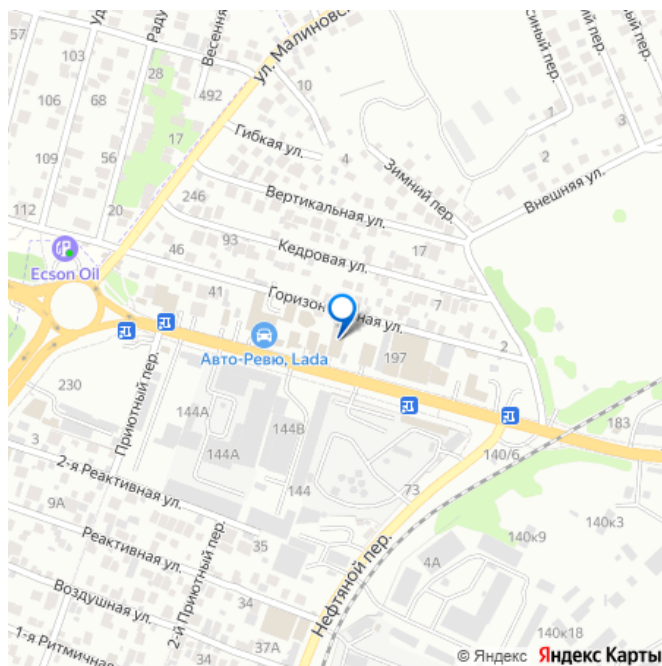 57
Раду
Весення
ул. Малиновс
синый пер.
103
28
10
492
106
68
17
Гибкая ул.
4
1
3
2
109
56
Зимний пер.
Внешняя ул.
246
Вертикальная ул.
112
20
93
17
Ecson Oil
46
Кедровая ул.
41
7
Горизон
ная ул.
2
Авто-Ревю, Lada
197
230
Приютный пер.
144А
144В
183
3
144А
140/6
2-я Реактивная ул.
144
73
9А
140к3
140к9
Реактивная ул.
35
4А
2-й Приютный пер.
Нефтяной пер.
Воздушная ул.
34
1-я Ритмичная
34
37А
140к18
© Яндекс Яндекс Карты